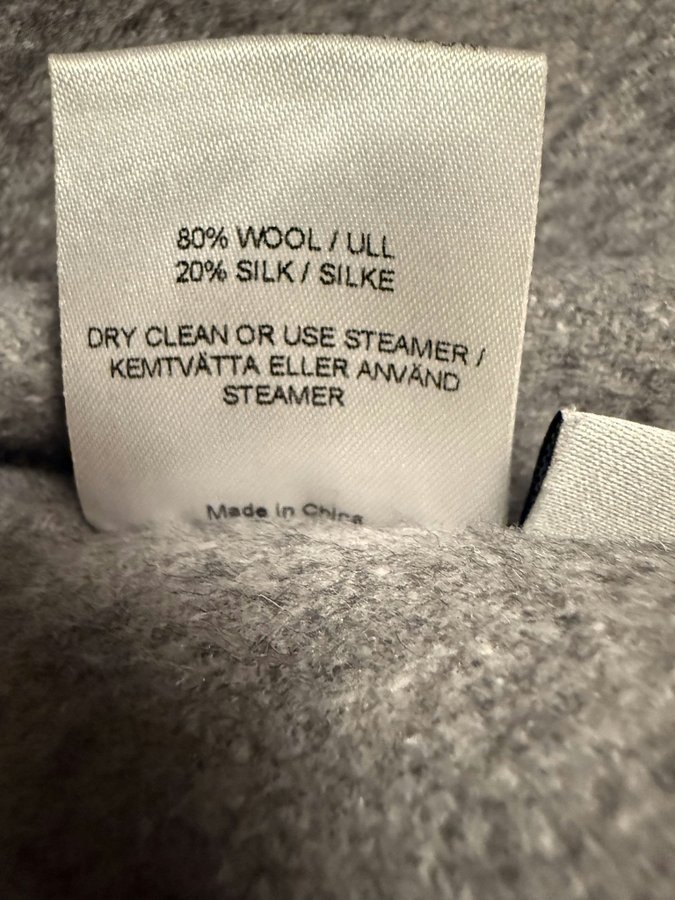 80% WOOL / ULL
20% SILK / SILKE
DRY CLEAN OR USE STEAMER /
KEMTVÄTTA ELLER ANVÄND
STEAMER
Made in China